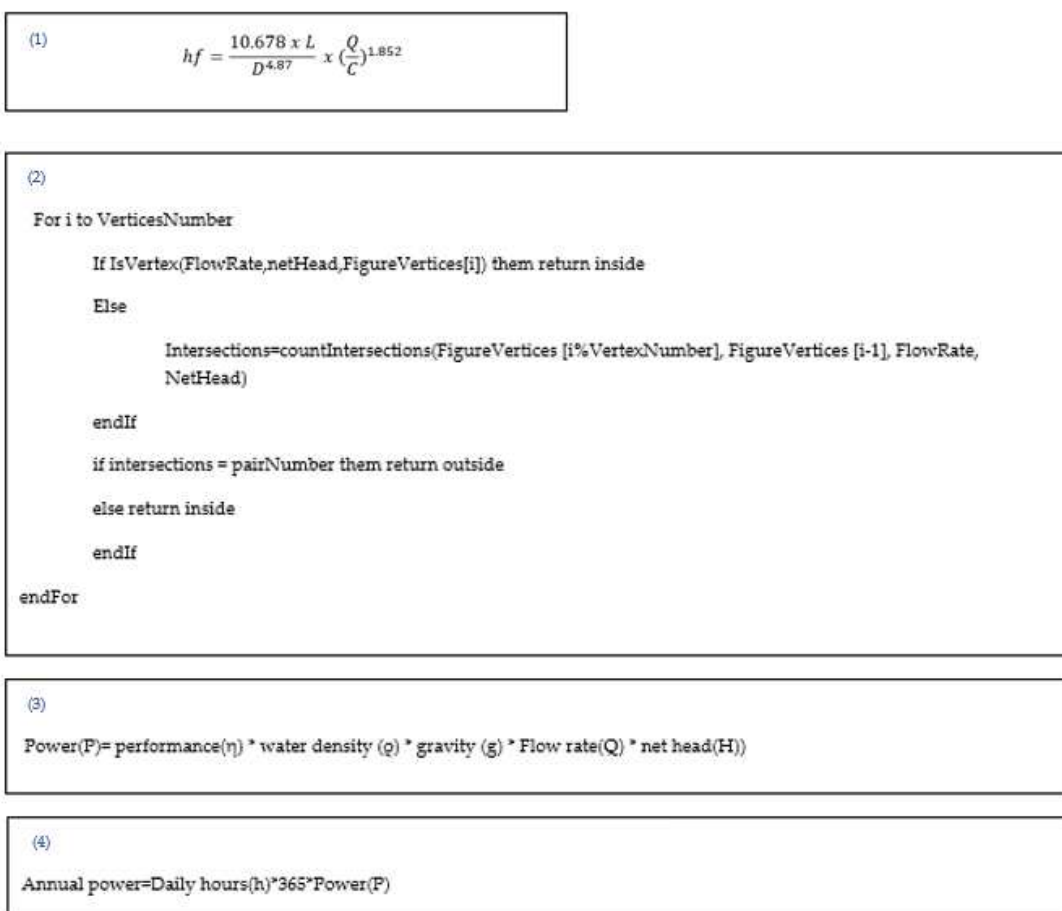 (1)
hf = 10.678 x L / D^4.87 x (Q/C)^1.852
(2)
For i to VerticesNumber
If IsVertex(FlowRate,netHead,FigureVertices[i]) them return inside
Else
Intersections=countIntersections(FigureVertices [i%VertexNumber], FigureVertices [i-1], FlowRate,
NetHead)
endIf
if intersections = pairNumber them return outside
else return inside
endIf
endFor
(3)
Power(P)= performance(η) * water density (ϱ) * gravity (g) * Flow rate(Q) * net head(H))
(4)
Annual power=Daily hours(h)*365*Power(P)